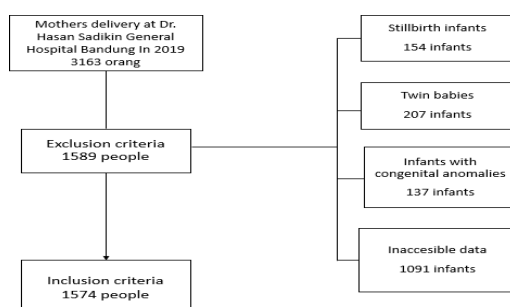 Mothers delivery at Dr.
Hasan Sadikin General
Hospital Bandung In 2019
3163 orang
Exclusion criteria
1589 people
Inclusion criteria
1574 people
Stillbirth infants
154 infants
Twin babies
207 infants
Infants with
congenital anomalies
137 infants
Inaccesible data
1091 infants